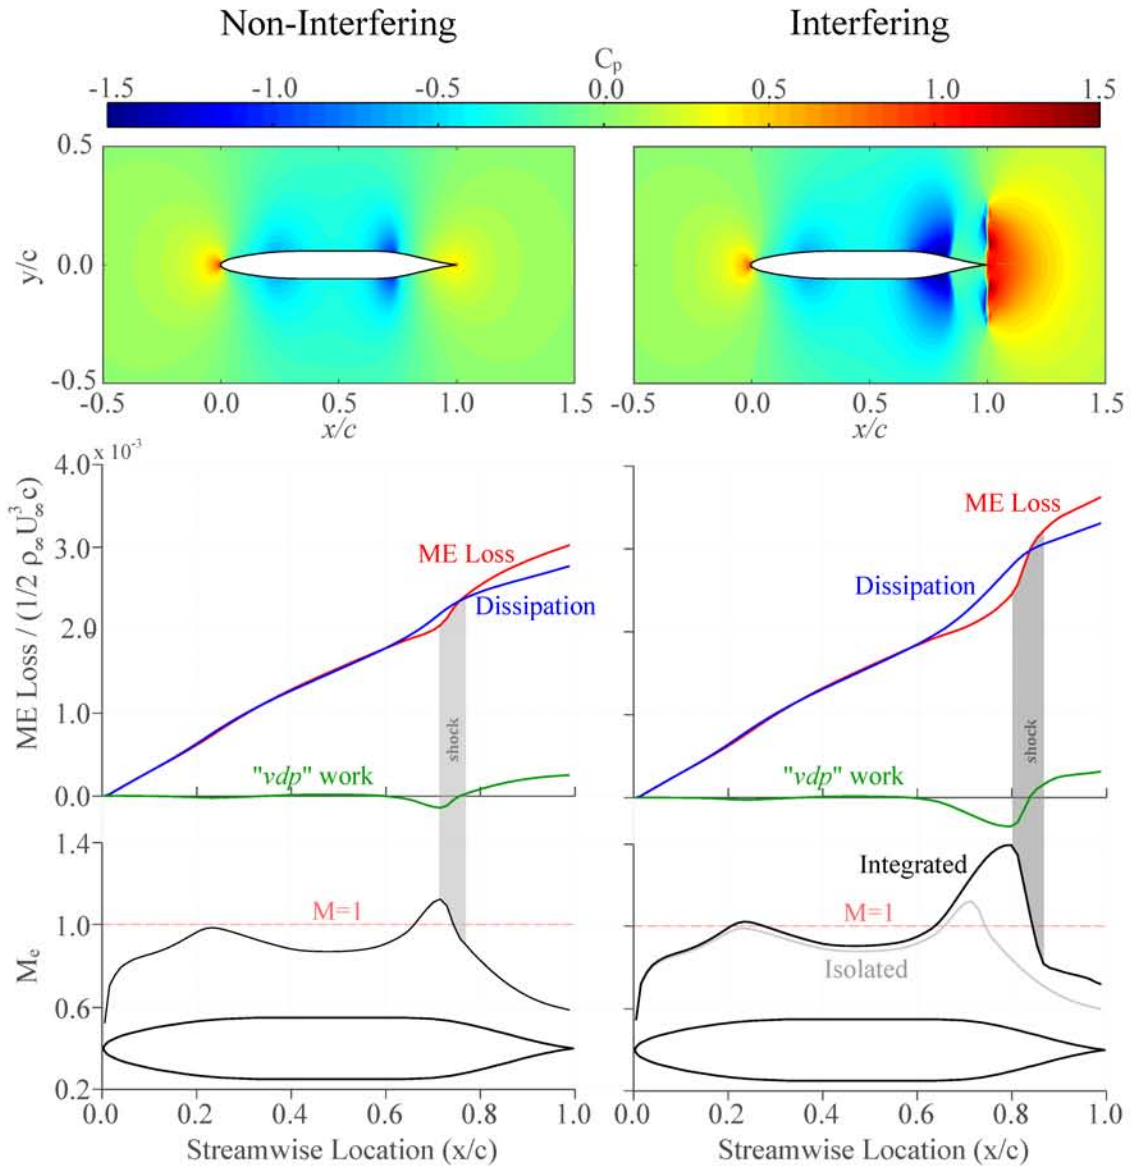 Non-Interfering Interfering
Cp
-1.5 -1.0 -0.5 0.0 0.5 1.0 1.5
0.5
y/c
0.0
-0.5
-0.5 0.0 0.5 1.0 1.5
x/c
-0.5 0.0 0.5 1.0 1.5
x/c
x 10⁻³
ME Loss / (1/2 ρ∞U³∞c)
4.0
3.0
2.0
0
1.0
0.0
ME Loss
Dissipation
shock
"vdp" work
ME Loss
Dissipation
shock
"vdp" work
Me
1.4
1.0
0.6
0.2
M=1
Integrated
M=1
Isolated
0.0 0.2 0.4 0.6 0.8 1.0
Streamwise Location (x/c)
0.0 0.2 0.4 0.6 0.8 1.0
Streamwise Location (x/c)